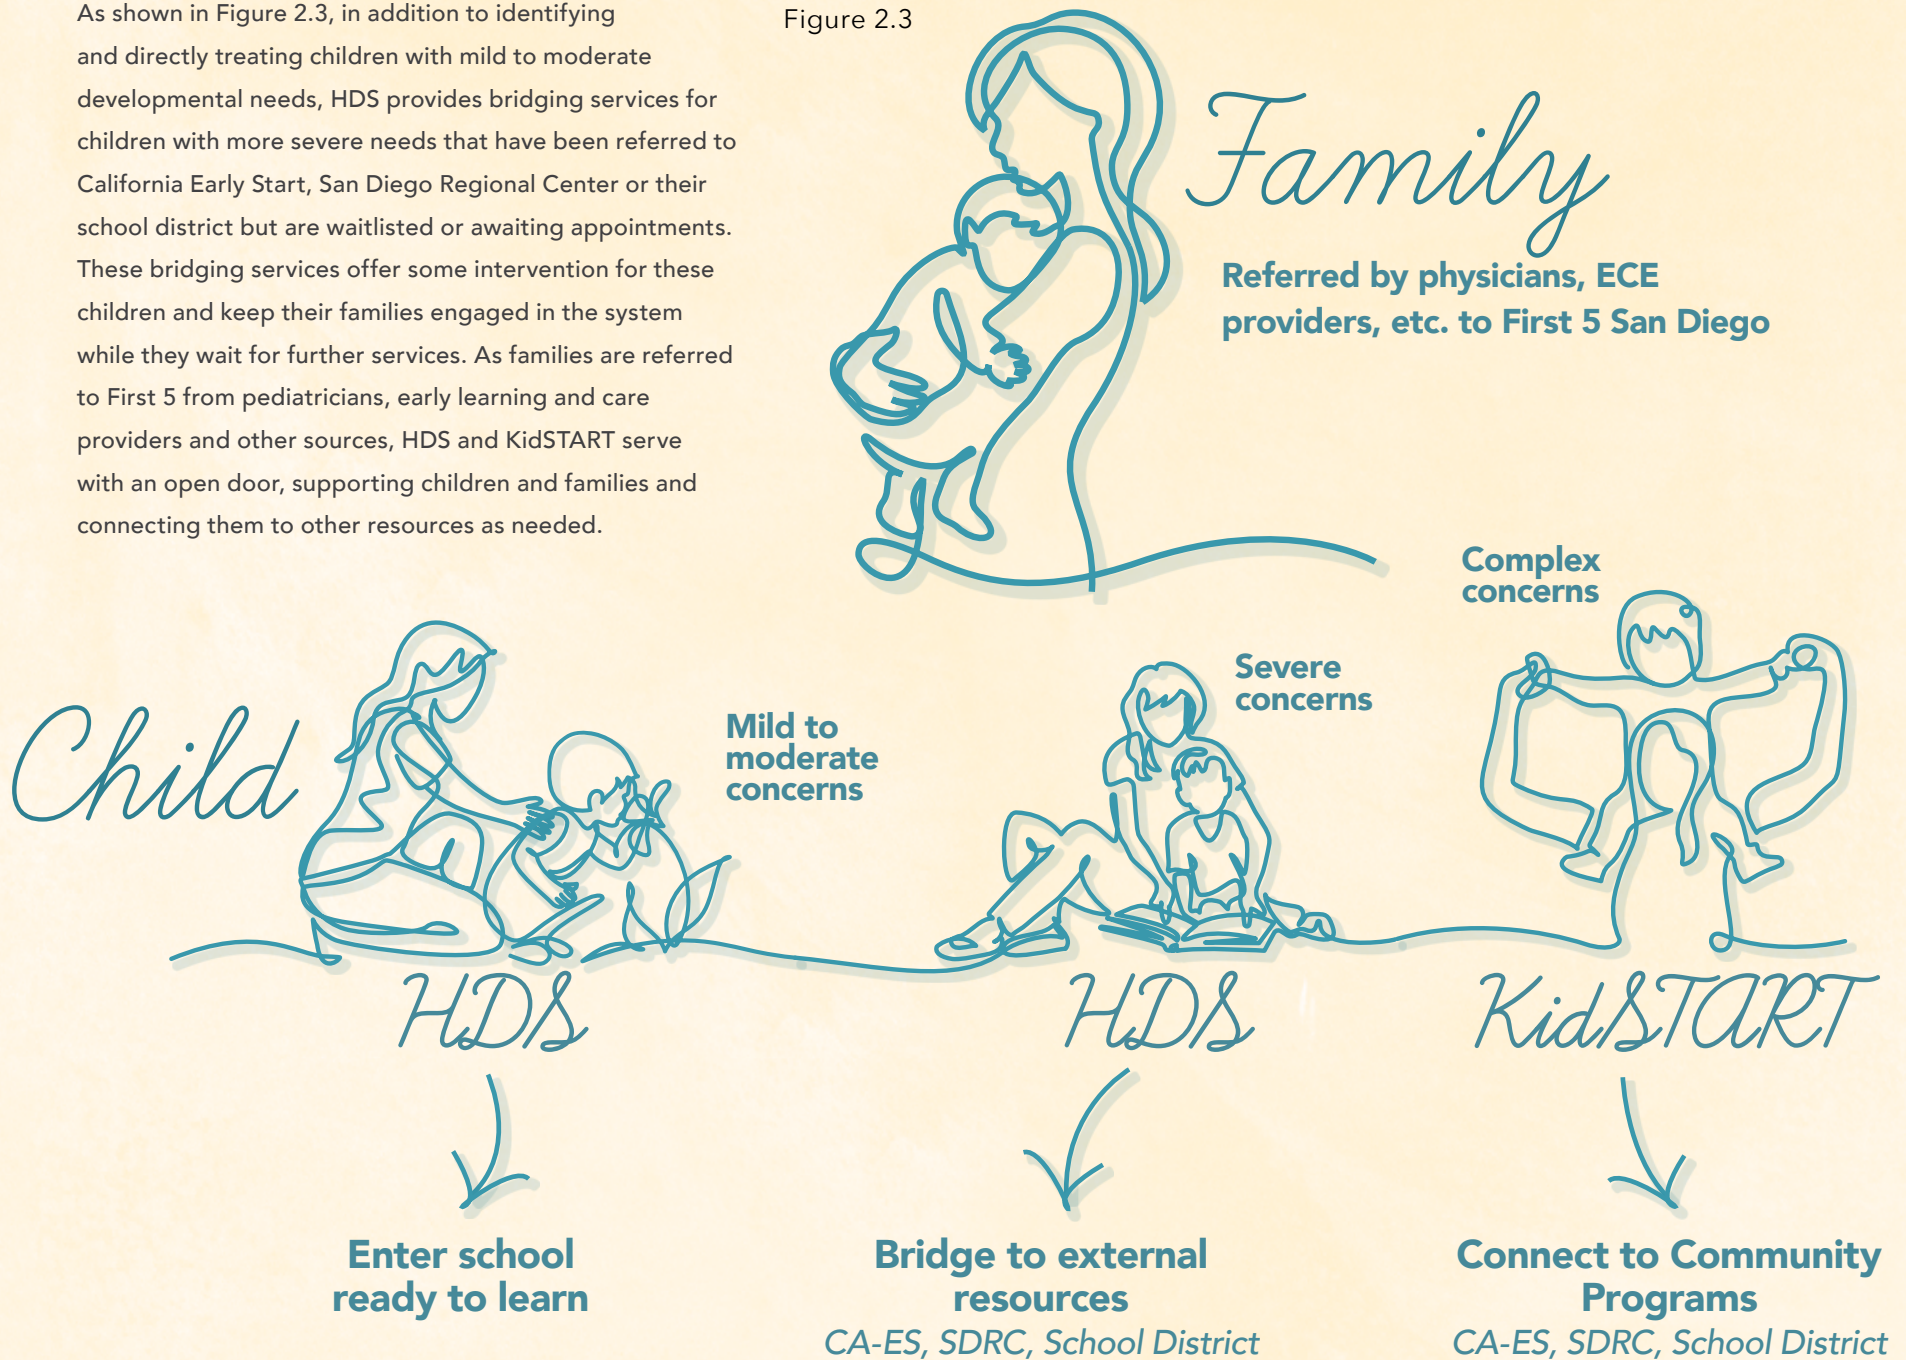 As shown in Figure 2.3, in addition to identifying
and directly treating children with mild to moderate
developmental needs, HDS provides bridging services for
children with more severe needs that have been referred to
California Early Start, San Diego Regional Center or their
school district but are waitlisted or awaiting appointments.
These bridging services offer some intervention for these
children and keep their families engaged in the system
while they wait for further services. As families are referred
to First 5 from pediatricians, early learning and care
providers and other sources, HDS and KidSTART serve
with an open door, supporting children and families and
connecting them to other resources as needed.
Figure 2.3
Family
Referred by physicians, ECE
providers, etc. to First 5 San Diego
Child
Mild to
moderate
concerns
Severe
concerns
Complex
concerns
HDS
HDS
KidSTART
Enter school
ready to learn
Bridge to external
resources
CA-ES, SDRC, School District
Connect to Community
Programs
CA-ES, SDRC, School District